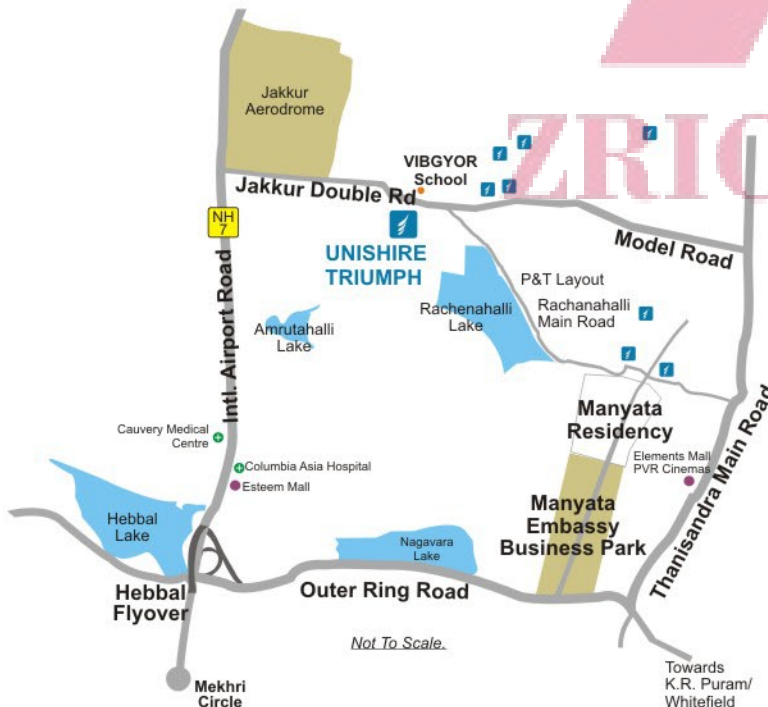 ZRIC
Jakkur
Aerodrome
VIBGYOR
School
Jakkur Double Rd
NH
7
UNISHIRE
TRIUMPH
Model Road
P&T Layout
Rachenahalli
Lake
Rachanahalli
Main Road
Intl. Airport Road
Amrutahalli
Lake
Manyata
Residency
Cauvery Medical
Centre
Columbia Asia Hospital
Esteem Mall
Elements Mall
PVR Cinemas
Thanisandra Main Road
Hebbal
Lake
Manyata
Embassy
Business Park
Nagavara
Lake
Hebbal
Flyover
Outer Ring Road
Not To Scale.
Mekhri
Circle
Towards
K.R. Puram/
Whitefield